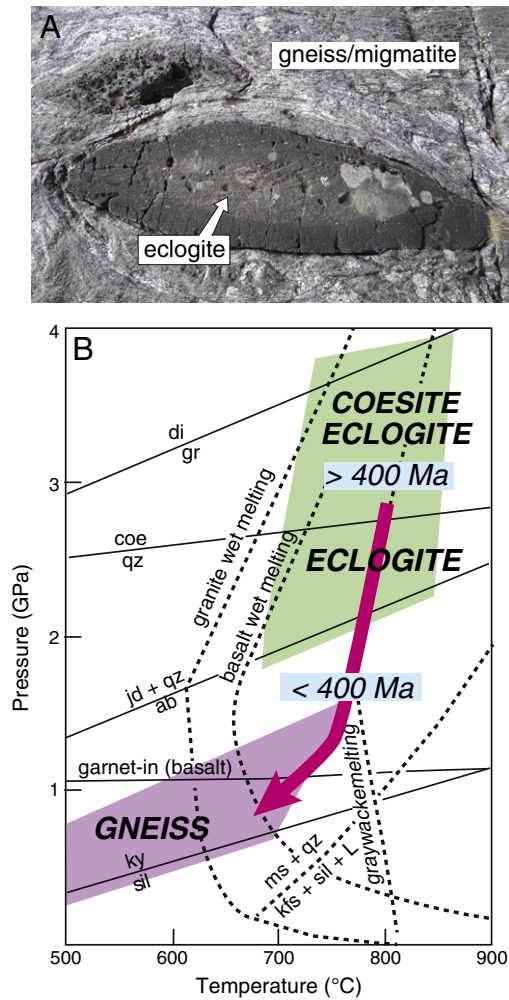 A
gneiss/migmatite
eclogite
B
4
3
2
1
Pressure (GPa)
500
600
700
800
900
Temperature (°C)
di
gr
coe
qz
jd + qz
ab
granite wet melting
basalt wet melting
COESITE
ECLOGITE
> 400 Ma
ECLOGITE
< 400 Ma
garnet-in (basalt)
GNEISS
ky
sil
ms + qz
kfs + sil + L
graywackemelting